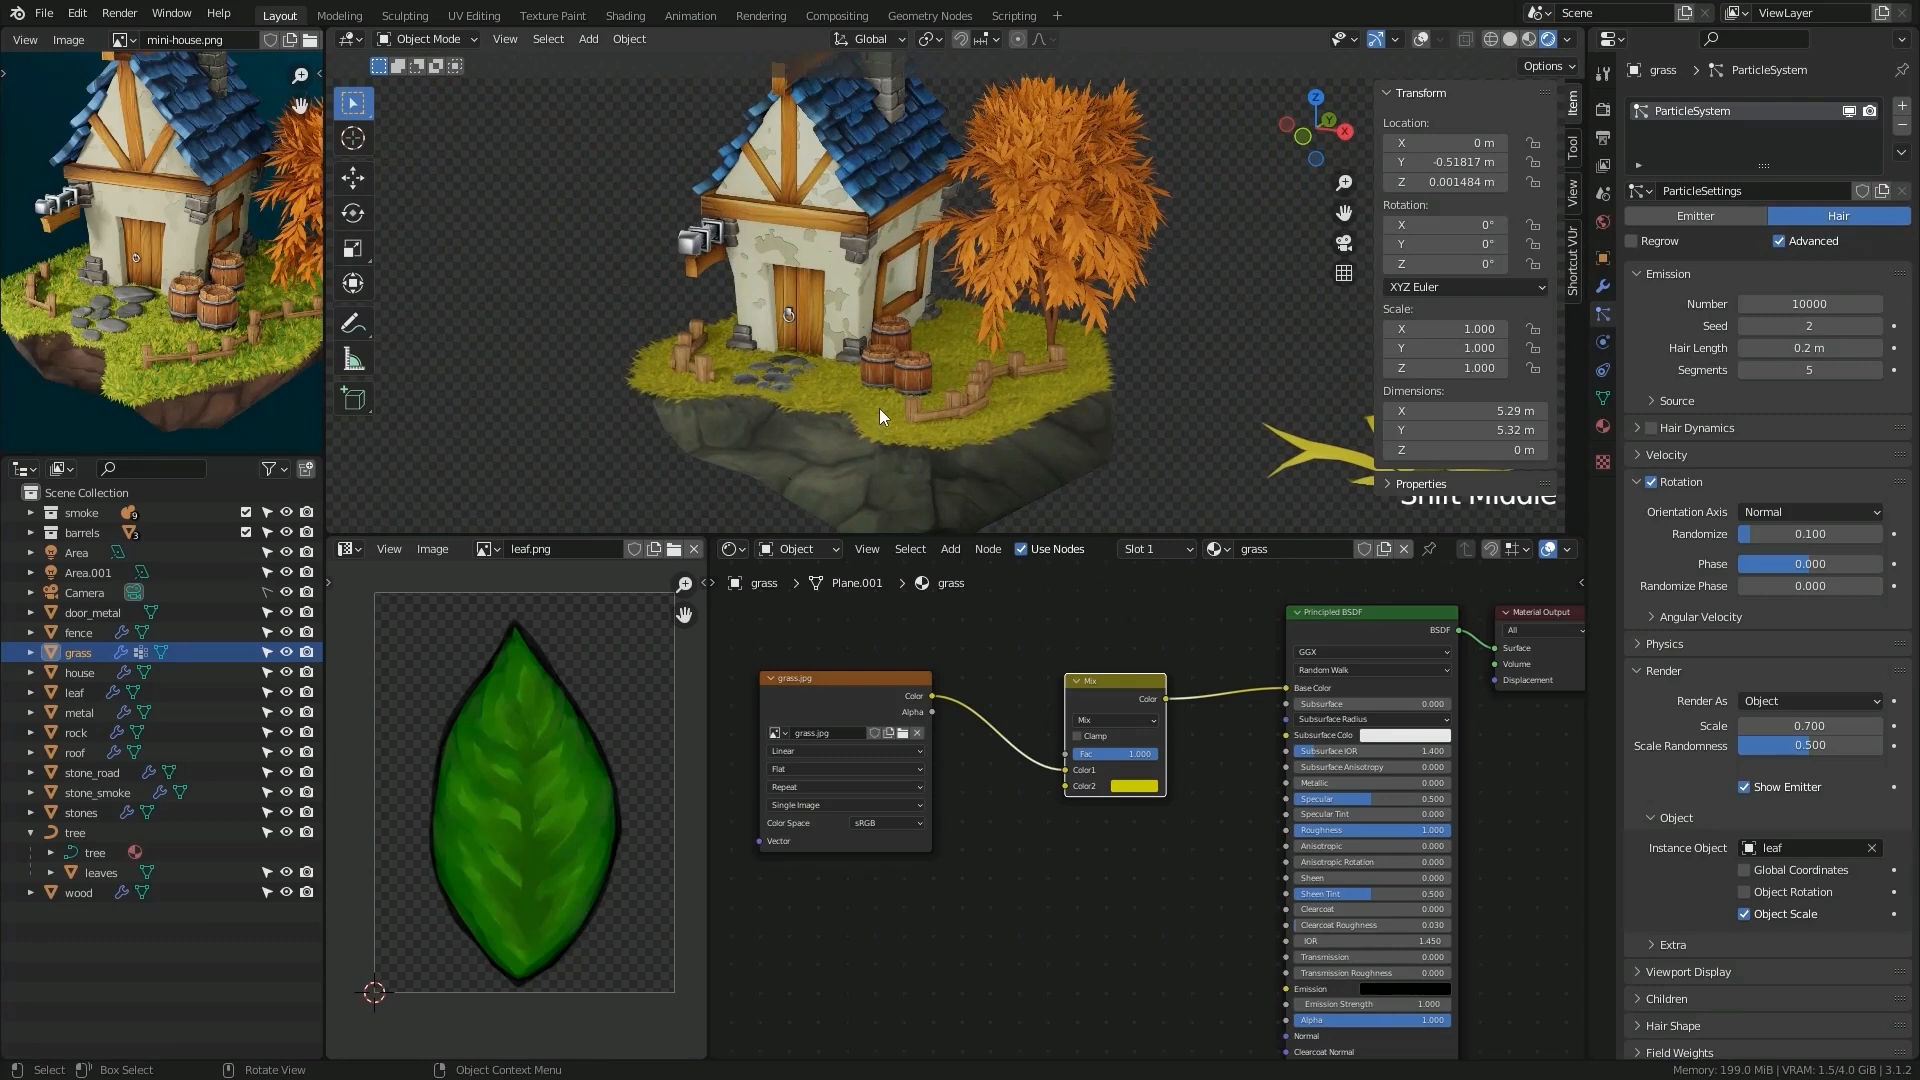 File Edit Render Window Help
Layout Modeling Sculpting UV Editing Texture Paint Shading Animation Rendering Compositing Geometry Nodes Scripting
Scene ViewLayer
View Image mini-house.png
Object Mode View Select Add Object
Global
Options
Transform
Location:
X 0 m
Y -0.51817 m
Z 0.001484 m
Rotation:
X 0°
Y 0°
Z 0°
XYZ Euler
Scale:
X 1.000
Y 1.000
Z 1.000
Dimensions:
X 5.29 m
Y 5.32 m
Z 0 m
Properties
Shift Middle
Item
Tool
View
Shortcut VUr
Z
Y
X
grass > ParticleSystem
ParticleSystem
ParticleSettings
Emitter Hair
Regrow Advanced
Emission
Number 10000
Seed 2
Hair Length 0.2 m
Segments 5
Source
Hair Dynamics
Velocity
Rotation
Orientation Axis Normal
Randomize 0.100
Phase 0.000
Randomize Phase 0.000
Angular Velocity
Physics
Render
Render As Object
Scale 0.700
Scale Randomness 0.500
Show Emitter
Object
Instance Object leaf
Global Coordinates
Object Rotation
Object Scale
Extra
Viewport Display
Children
Hair Shape
Field Weights
Scene Collection
smoke 9
barrels 3
Area
Area.001
Camera
door_metal
fence
grass
house
leaf
metal
rock
roof
stone_road
stone_smoke
stones
tree
tree
leaves
wood
View Image leaf.png
Object View Select Add Node Use Nodes Slot 1 grass
grass > Plane.001 > grass
grass.jpg
Color
Alpha
grass.jpg
Linear
Flat
Repeat
Single Image
Color Space sRGB
Vector
Mix
Color
Mix
Clamp
Fac 1.000
Color1
Color2
Principled BSDF
BSDF
GGX
Random Walk
Base Color
Subsurface 0.000
Subsurface Radius
Subsurface Colo
Subsurface IOR 1.400
Subsurface Anisotropy 0.000
Metallic 0.000
Specular 0.500
Specular Tint 0.000
Roughness 1.000
Anisotropic 0.000
Anisotropic Rotation 0.000
Sheen 0.000
Sheen Tint 0.500
Clearcoat 0.000
Clearcoat Roughness 0.030
IOR 1.450
Transmission 0.000
Transmission Roughness 0.000
Emission
Emission Strength 1.000
Alpha 1.000
Normal
Clearcoat Normal
Material Output
All
Surface
Volume
Displacement
Select Box Select Rotate View Object Context Menu
Memory: 199.0 MiB | VRAM: 1.5/4.0 GiB | 3.1.2